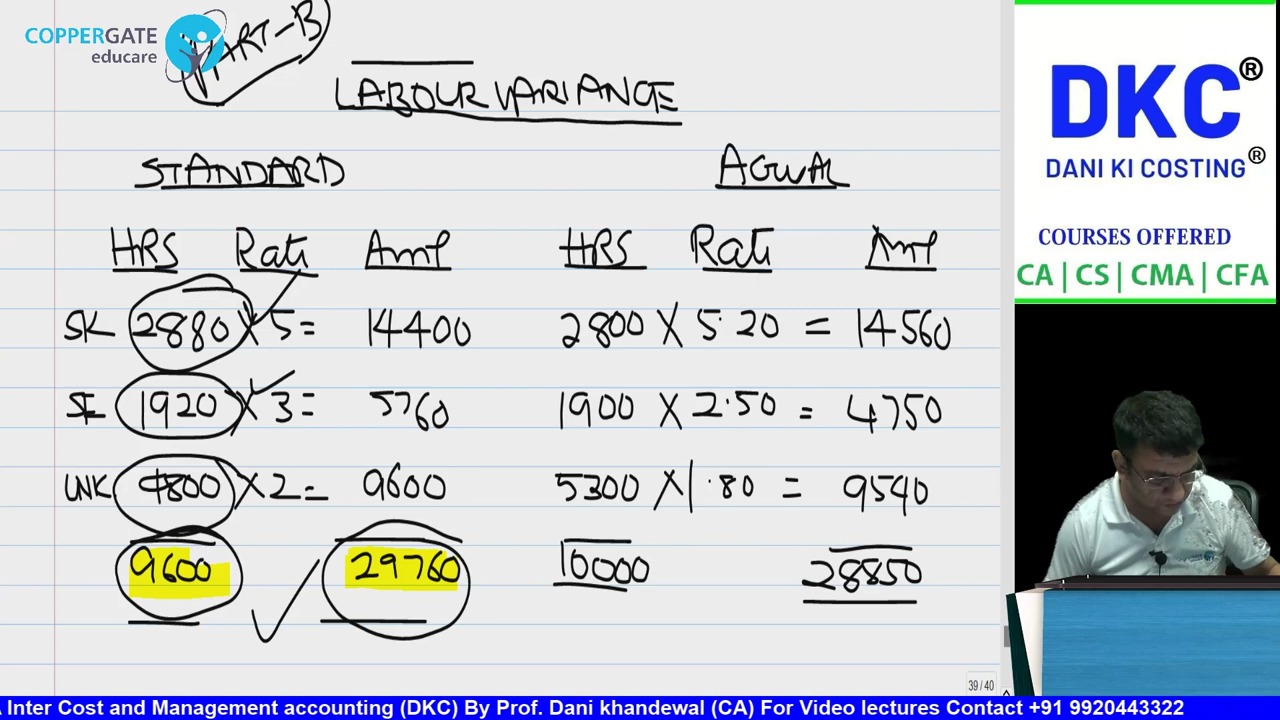 COPPERGATE
educare
PART-B
LABOUR VARIANCE
STANDARD ACTUAL
HRS Rate Amt HRS Rate Amt
SK 2880 X 5 = 14400 2800 X 5.20 = 14560
SE 1920 X 3 = 5760 1900 X 2.50 = 4750
UNK 4800 X 2 = 9600 5300 X 1.80 = 9540
9600 29760 10000 28850
39 / 40
DKC®
DANI KI COSTING®
COURSES OFFERED
CA | CS | CMA | CFA
A Inter Cost and Management accounting (DKC) By Prof. Dani khandewal (CA) For Video lectures Contact +91 9920443322